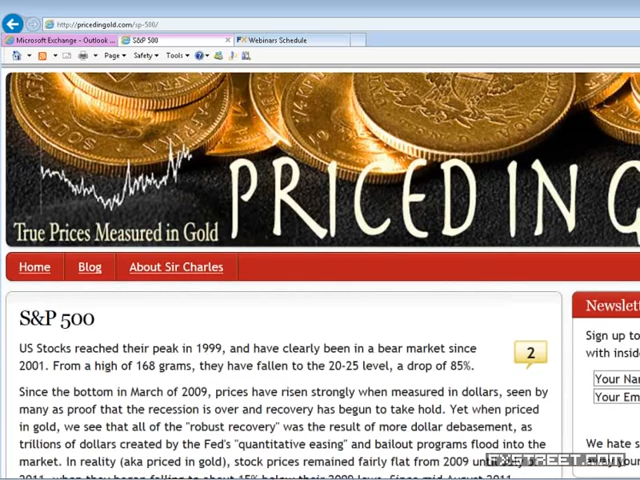 http://pricedingold.com/sp-500/
Microsoft Exchange - Outlook ...
S&P 500
Webinars Schedule
Page
Safety
Tools
PRICED IN G
True Prices Measured in Gold
Home
Blog
About Sir Charles
S&P 500
Newslett
US Stocks reached their peak in 1999, and have clearly been in a bear market since
2001. From a high of 168 grams, they have fallen to the 20-25 level, a drop of 85%.
2
Sign up to
with insid
Your Na
Your Em
Since the bottom in March of 2009, prices have risen strongly when measured in dollars, seen by
many as proof that the recession is over and recovery has begun to take hold. Yet when priced
in gold, we see that all of the "robust recovery" was the result of more dollar debasement, as
trillions of dollars created by the Fed's "quantitative easing" and bailout programs flood into the
market. In reality (aka priced in gold), stock prices remained fairly flat from 2009
We hate s
FXSTREET.COM